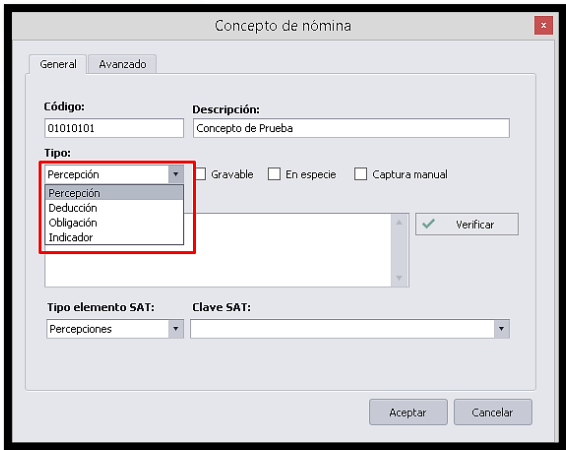 Concepto de nómina
x
General Avanzado
Código: Descripción:
01010101 Concepto de Prueba
Tipo:
Percepción Gravable En especie Captura manual
Percepción
Deducción
Obligación
Indicador
Verificar
Tipo elemento SAT: Clave SAT:
Percepciones
Aceptar Cancelar